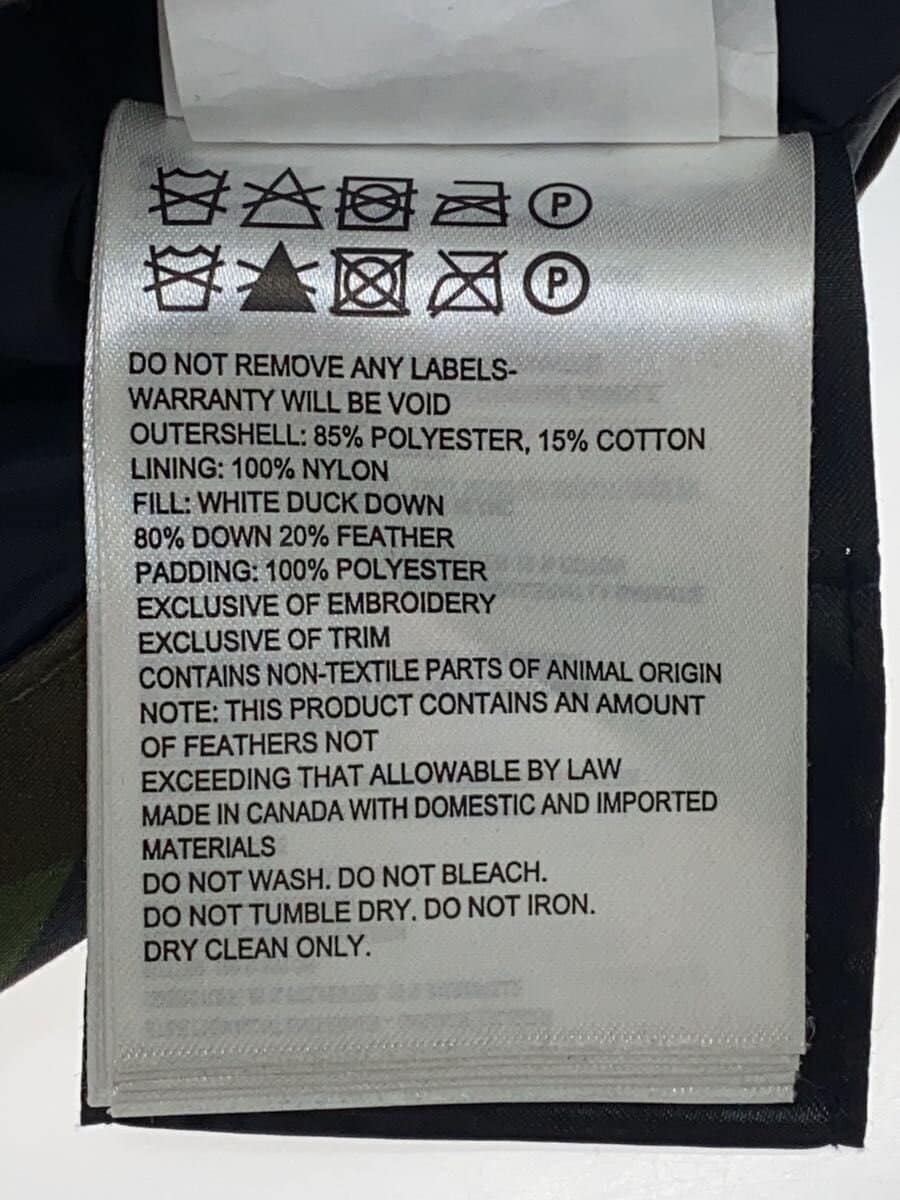 P
P
DO NOT REMOVE ANY LABELS-
WARRANTY WILL BE VOID
OUTERSHELL: 85% POLYESTER, 15% COTTON
LINING: 100% NYLON
FILL: WHITE DUCK DOWN
80% DOWN 20% FEATHER
PADDING: 100% POLYESTER
EXCLUSIVE OF EMBROIDERY
EXCLUSIVE OF TRIM
CONTAINS NON-TEXTILE PARTS OF ANIMAL ORIGIN
NOTE: THIS PRODUCT CONTAINS AN AMOUNT
OF FEATHERS NOT
EXCEEDING THAT ALLOWABLE BY LAW
MADE IN CANADA WITH DOMESTIC AND IMPORTED
MATERIALS
DO NOT WASH. DO NOT BLEACH.
DO NOT TUMBLE DRY. DO NOT IRON.
DRY CLEAN ONLY.